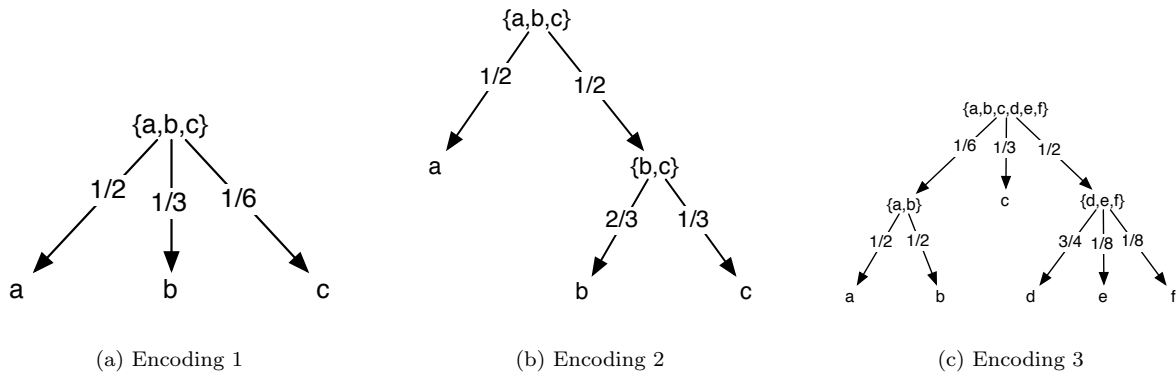 {a,b,c}
1/2 1/3 1/6
a b c
(a) Encoding 1
{a,b,c}
1/2 1/2
a {b,c}
2/3 1/3
b c
(b) Encoding 2
{a,b,c,d,e,f}
1/6 1/3 1/2
{a,b} c {d,e,f}
1/2 1/2 3/4 1/8 1/8
a b d e f
(c) Encoding 3